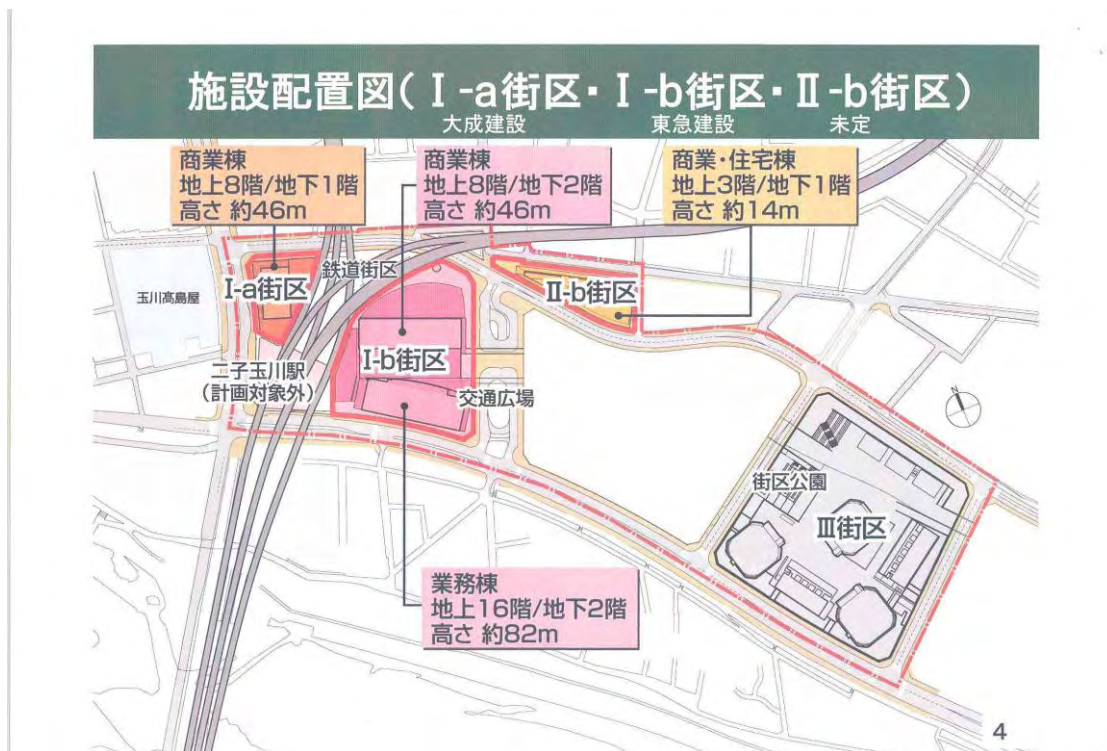 施設配置図(Ⅰ-a街区・Ⅰ-b街区・Ⅱ-b街区)
大成建設 東急建設 未定
商業棟
地上8階/地下1階
高さ 約46m
商業棟
地上8階/地下2階
高さ 約46m
商業・住宅棟
地上3階/地下1階
高さ 約14m
鉄道街区
玉川髙島屋
Ⅰ-a街区
Ⅱ-b街区
Ⅰ-b街区
二子玉川駅
(計画対象外)
交通広場
N
街区公園
Ⅲ街区
業務棟
地上16階/地下2階
高さ 約82m
4